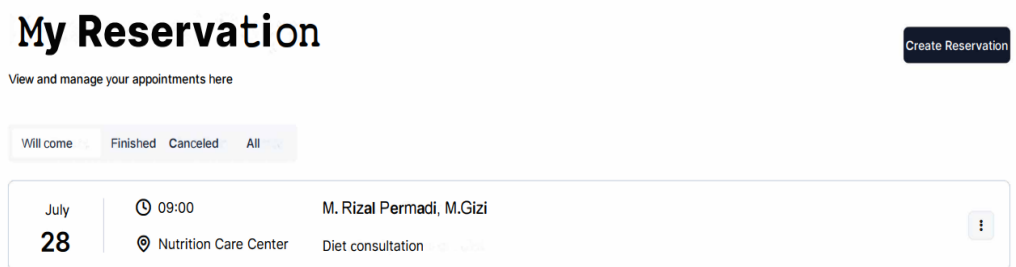 My Reservation
Create Reservation
View and manage your appointments here
Will come Finished Canceled All
July
28
09:00
Nutrition Care Center
M. Rizal Permadi, M.Gizi
Diet consultation